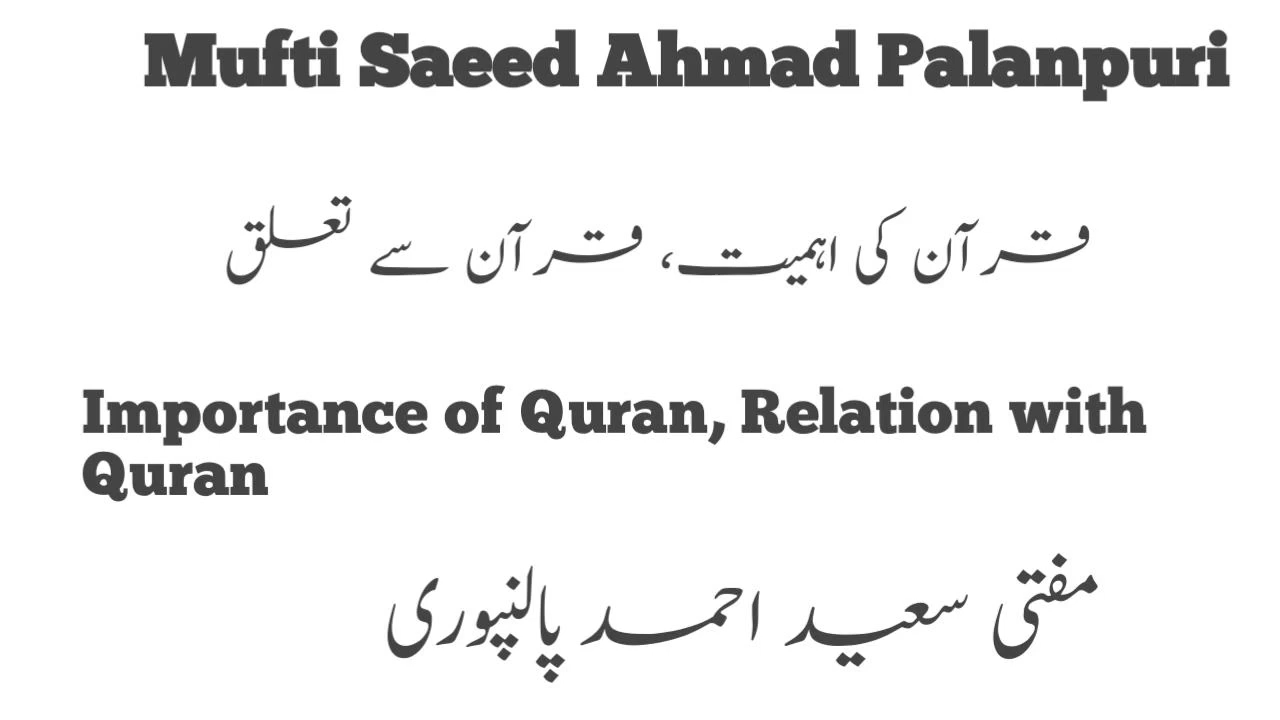 Mufti Saeed Ahmad Palanpuri
قرآن کی اہمیت، قرآن سے تعلق
Importance of Quran, Relation with
Quran
مفتی سعید احمد پالنپوری